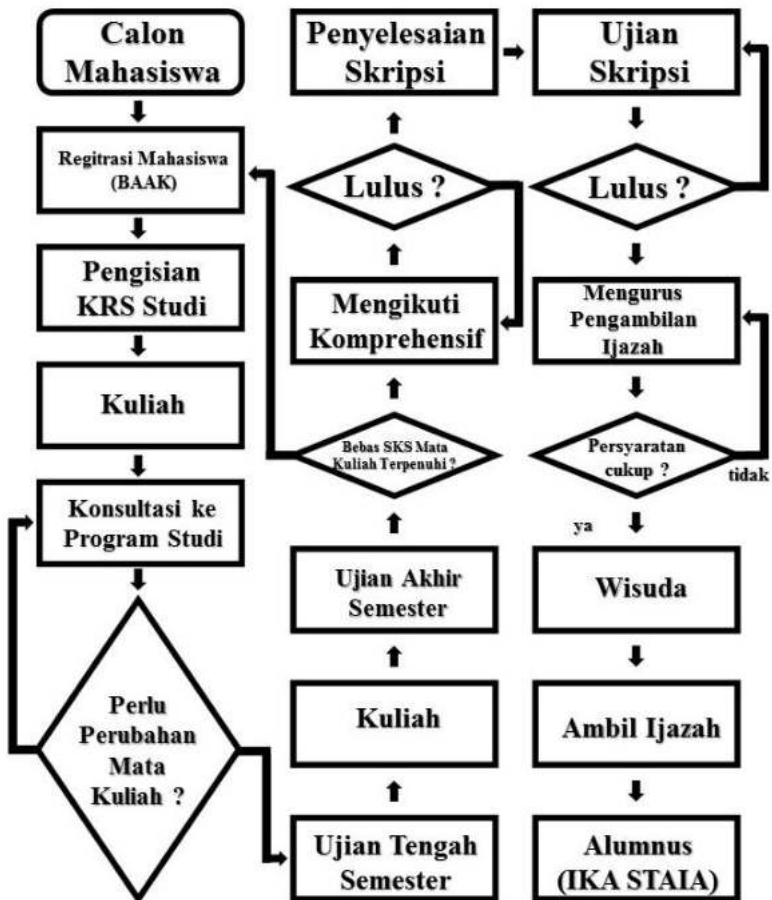 Calon
Mahasiswa
Regitrasi Mahasiswa
(BAAK)
Pengisian
KRS Studi
Kuliah
Konsultasi ke
Program Studi
Perlu
Perubahan
Mata
Kuliah ?
Ujian Tengah
Semester
Kuliah
Ujian Akhir
Semester
Bebas SKS Mata
Kuliah Terpenuhi ?
Mengikuti
Komprehensif
Lulus ?
Penyelesaian
Skripsi
Ujian
Skripsi
Lulus ?
Mengurus
Pengambilan
Ijazah
Persyaratan
cukup ?
tidak
ya
Wisuda
Ambil Ijazah
Alumnus
(IKA STAIA)